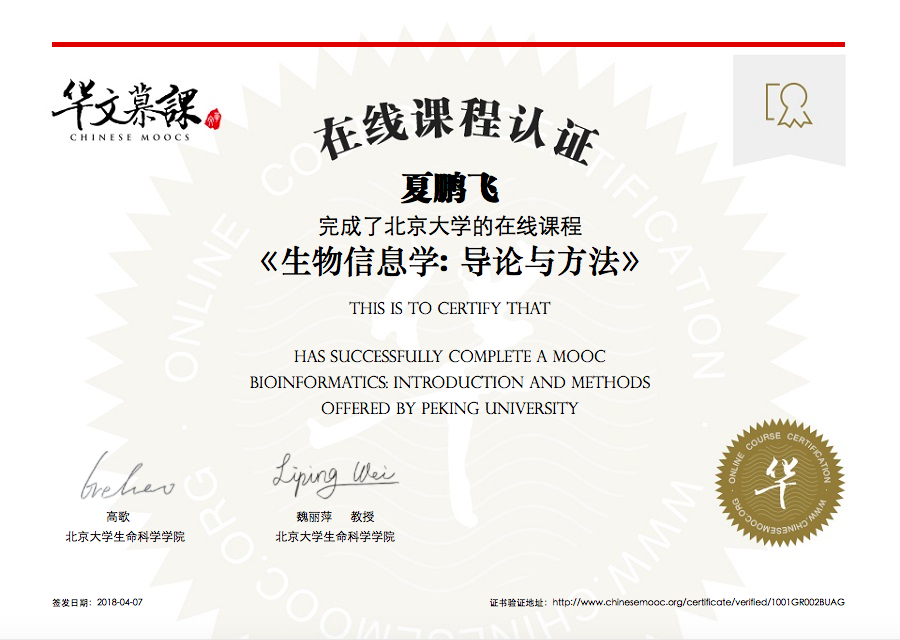 华文慕課
CHINESE MOOCS
在线课程认证
夏鹏飞
完成了北京大学的在线课程
《生物信息学: 导论与方法》
THIS IS TO CERTIFY THAT
HAS SUCCESSFULLY COMPLETE A MOOC
BIOINFORMATICS: INTRODUCTION AND METHODS
OFFERED BY PEKING UNIVERSITY
Liping Wei
高歌
魏丽萍 教授
北京大学生命科学学院
北京大学生命科学学院
ONLINE COURSE CERTIFICATION
华
WWW.CHINESEMOOC.ORG
ONLINE COURSE CERTIFICATION
华
WWW.CHINESEMOOC.ORG
签发日期: 2018-04-07
证书验证地址: http://www.chinesemooc.org/certificate/verified/1001GR002BUAG